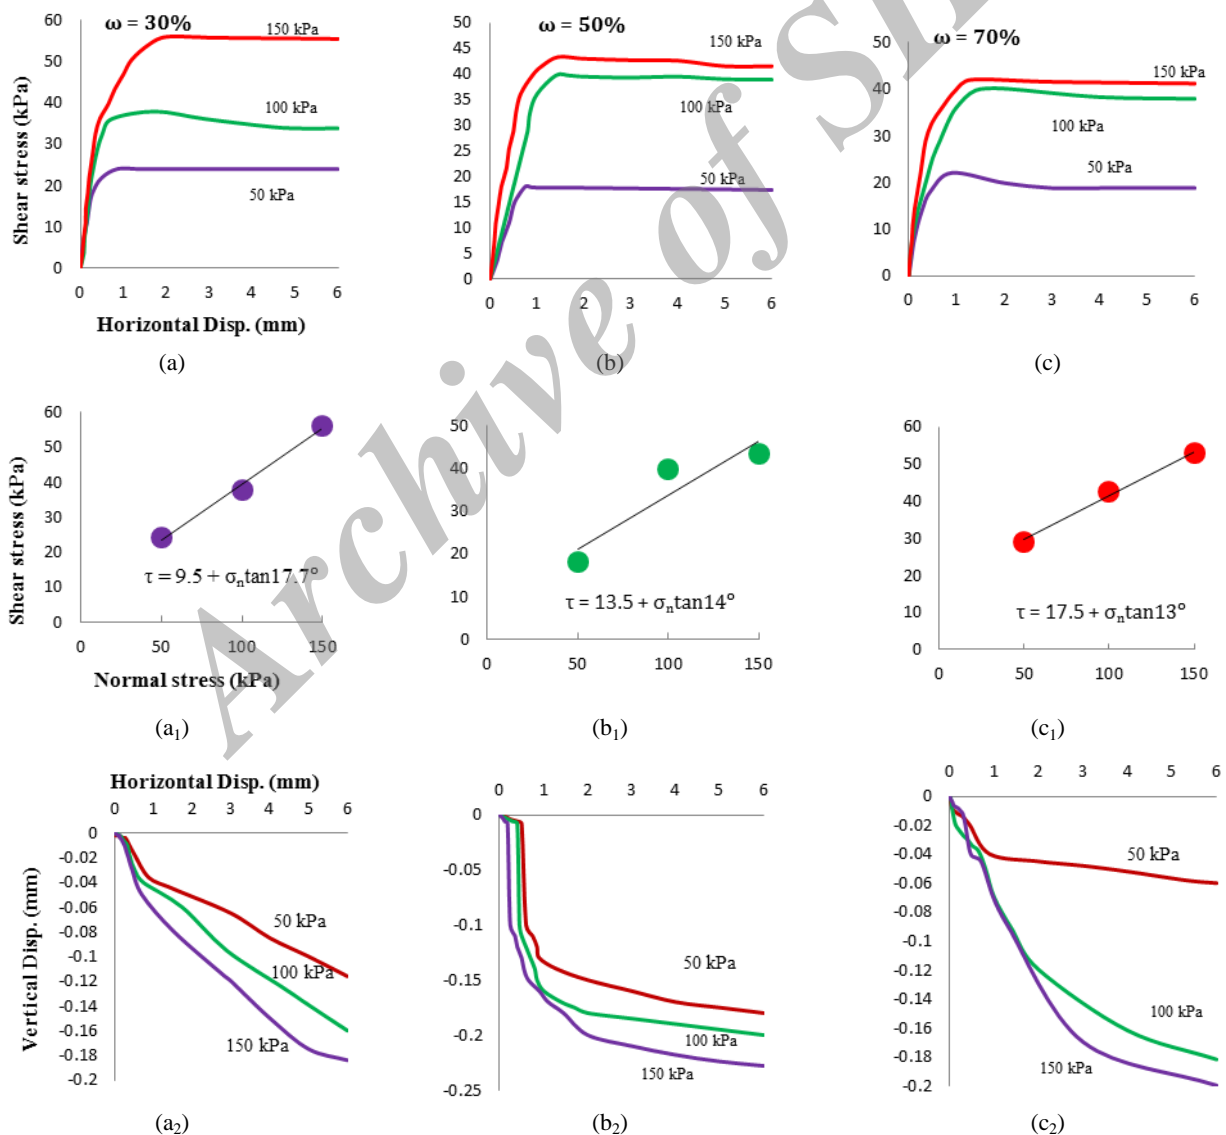 ω = 30%
Shear stress (kPa)
60
50
40
30
20
10
0
150 kPa
100 kPa
50 kPa
0 1 2 3 4 5 6
Horizontal Disp. (mm)
(a)
ω = 50%
50
45
40
35
30
25
20
15
10
5
0
150 kPa
100 kPa
50 kPa
0 1 2 3 4 5 6
(b)
ω = 70%
50
40
30
20
10
0
150 kPa
100 kPa
50 kPa
0 1 2 3 4 5 6
(c)
Shear stress (kPa)
60
50
40
30
20
10
0
τ = 9.5 + σₙtan17.7°
0 50 100 150
Normal stress (kPa)
(a₁)
50
40
30
20
10
0
τ = 13.5 + σₙtan14°
0 50 100 150
(b₁)
60
50
40
30
20
10
0
τ = 17.5 + σₙtan13°
0 50 100 150
(c₁)
Horizontal Disp. (mm)
0 1 2 3 4 5 6
Vertical Disp. (mm)
0
-0.02
-0.04
-0.06
-0.08
-0.1
-0.12
-0.14
-0.16
-0.18
-0.2
50 kPa
100 kPa
150 kPa
(a₂)
0 1 2 3 4 5 6
0
-0.05
-0.1
-0.15
-0.2
-0.25
50 kPa
100 kPa
150 kPa
(b₂)
0 1 2 3 4 5 6
0
-0.02
-0.04
-0.06
-0.08
-0.1
-0.12
-0.14
-0.16
-0.18
-0.2
50 kPa
100 kPa
150 kPa
(c₂)
Archive of